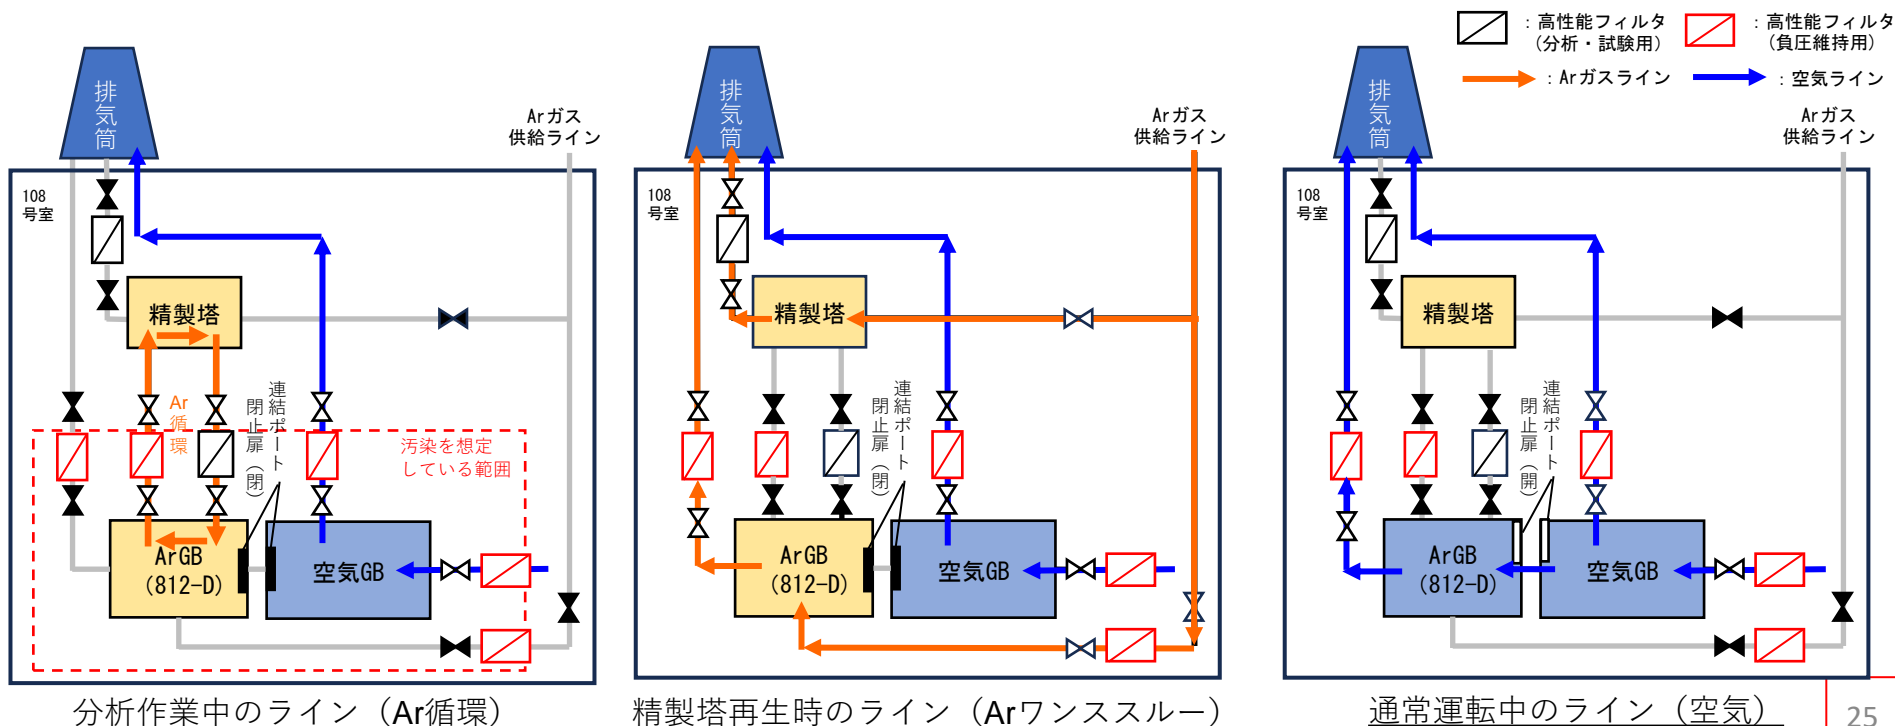 ：高性能フィルタ
（分析・試験用）
：高性能フィルタ
（負圧維持用）
：Arガスライン
：空気ライン
排気筒
Arガス
供給ライン
108
号室
精製塔
Ar
循環
連結ポート
閉止扉（閉）
汚染を想定
している範囲
ArGB
(812-D)
空気GB
分析作業中のライン（Ar循環）
排気筒
Arガス
供給ライン
108
号室
精製塔
連結ポート
閉止扉（閉）
ArGB
(812-D)
空気GB
精製塔再生時のライン（Arワンススルー）
排気筒
Arガス
供給ライン
108
号室
精製塔
連結ポート
閉止扉（開）
ArGB
(812-D)
空気GB
通常運転中のライン（空気）
25